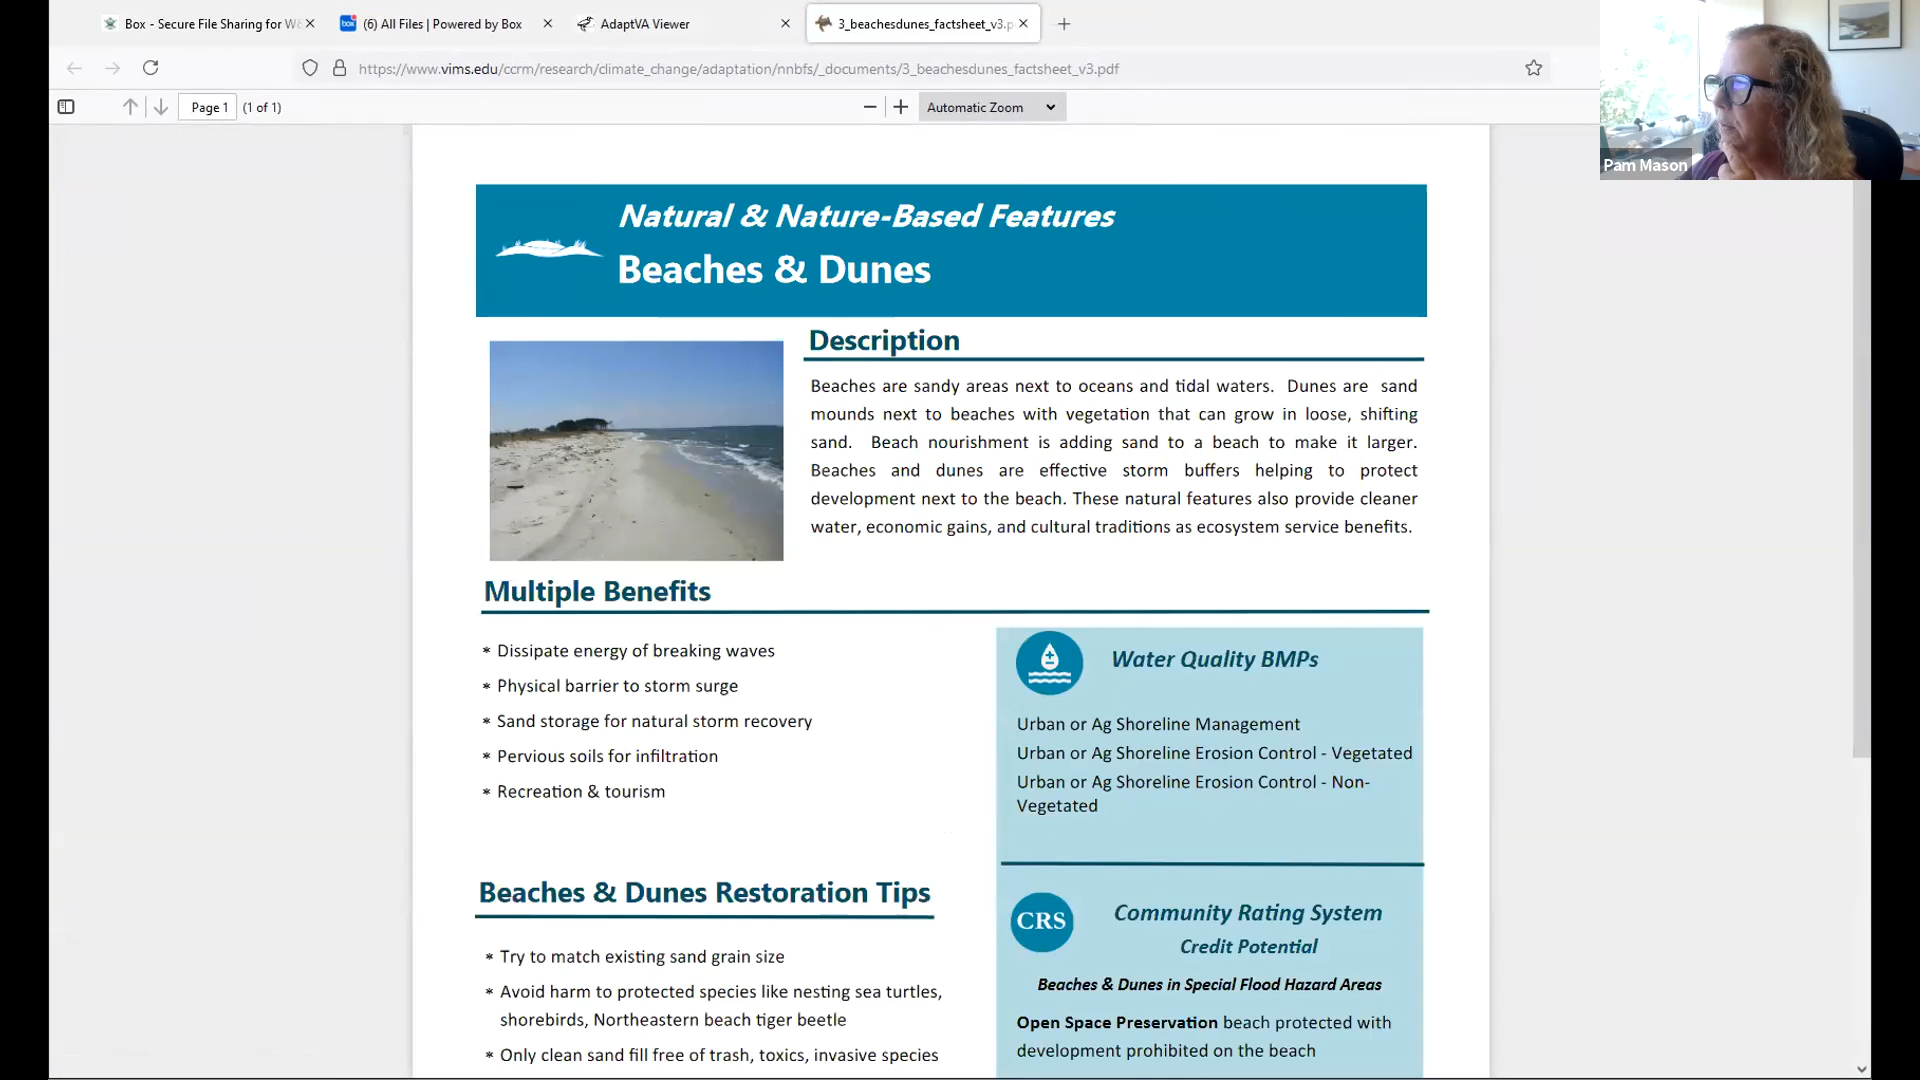 Box - Secure File Sharing for W
(6) All Files | Powered by Box
AdaptVA Viewer
3_beachesdunes_factsheet_v3.p
https://www.vims.edu/ccrm/research/climate_change/adaptation/nnbfs/_documents/3_beachesdunes_factsheet_v3.pdf
Page 1 (1 of 1)
Automatic Zoom
Pam Mason
Natural & Nature-Based Features
Beaches & Dunes
Description
Beaches are sandy areas next to oceans and tidal waters. Dunes are sand
mounds next to beaches with vegetation that can grow in loose, shifting
sand. Beach nourishment is adding sand to a beach to make it larger.
Beaches and dunes are effective storm buffers helping to protect
development next to the beach. These natural features also provide cleaner
water, economic gains, and cultural traditions as ecosystem service benefits.
Multiple Benefits
* Dissipate energy of breaking waves
* Physical barrier to storm surge
* Sand storage for natural storm recovery
* Pervious soils for infiltration
* Recreation & tourism
Water Quality BMPs
Urban or Ag Shoreline Management
Urban or Ag Shoreline Erosion Control - Vegetated
Urban or Ag Shoreline Erosion Control - Non-
Vegetated
Beaches & Dunes Restoration Tips
* Try to match existing sand grain size
* Avoid harm to protected species like nesting sea turtles,
shorebirds, Northeastern beach tiger beetle
* Only clean sand fill free of trash, toxics, invasive species
CRS
Community Rating System
Credit Potential
Beaches & Dunes in Special Flood Hazard Areas
Open Space Preservation beach protected with
development prohibited on the beach